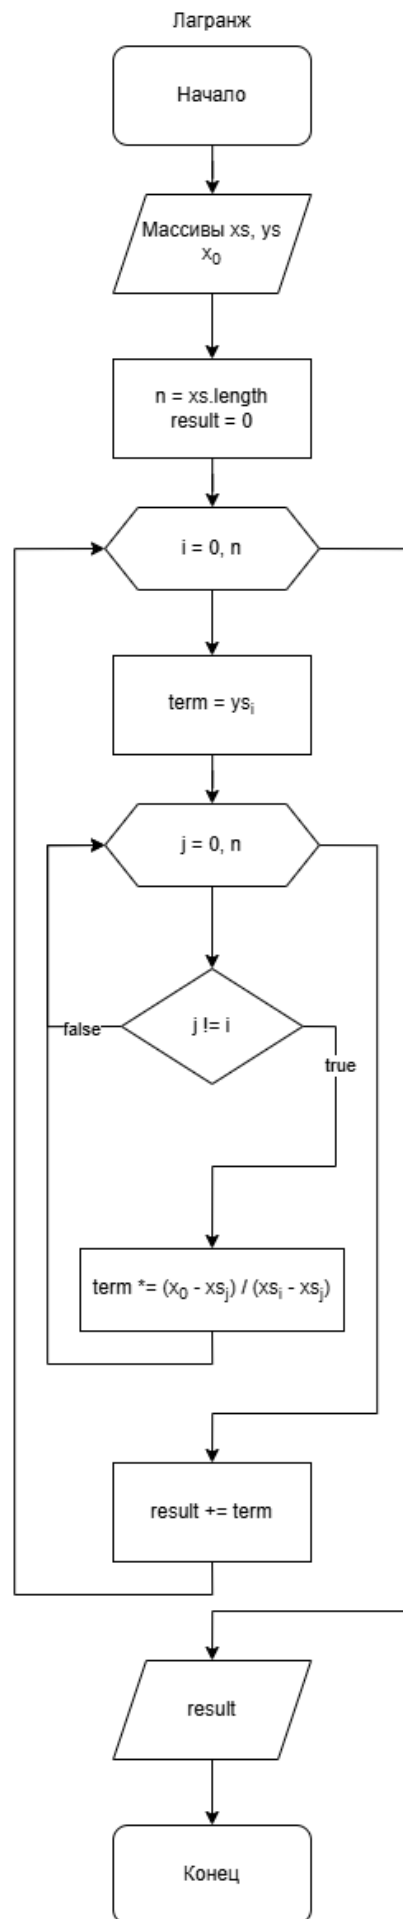 Лагранж
Начало
Массивы xs, ys
x₀
n = xs.length
result = 0
i = 0, n
term = ysᵢ
j = 0, n
j != i
false
true
term *= (x₀ - xsⱼ) / (xsᵢ - xsⱼ)
result += term
result
Конец